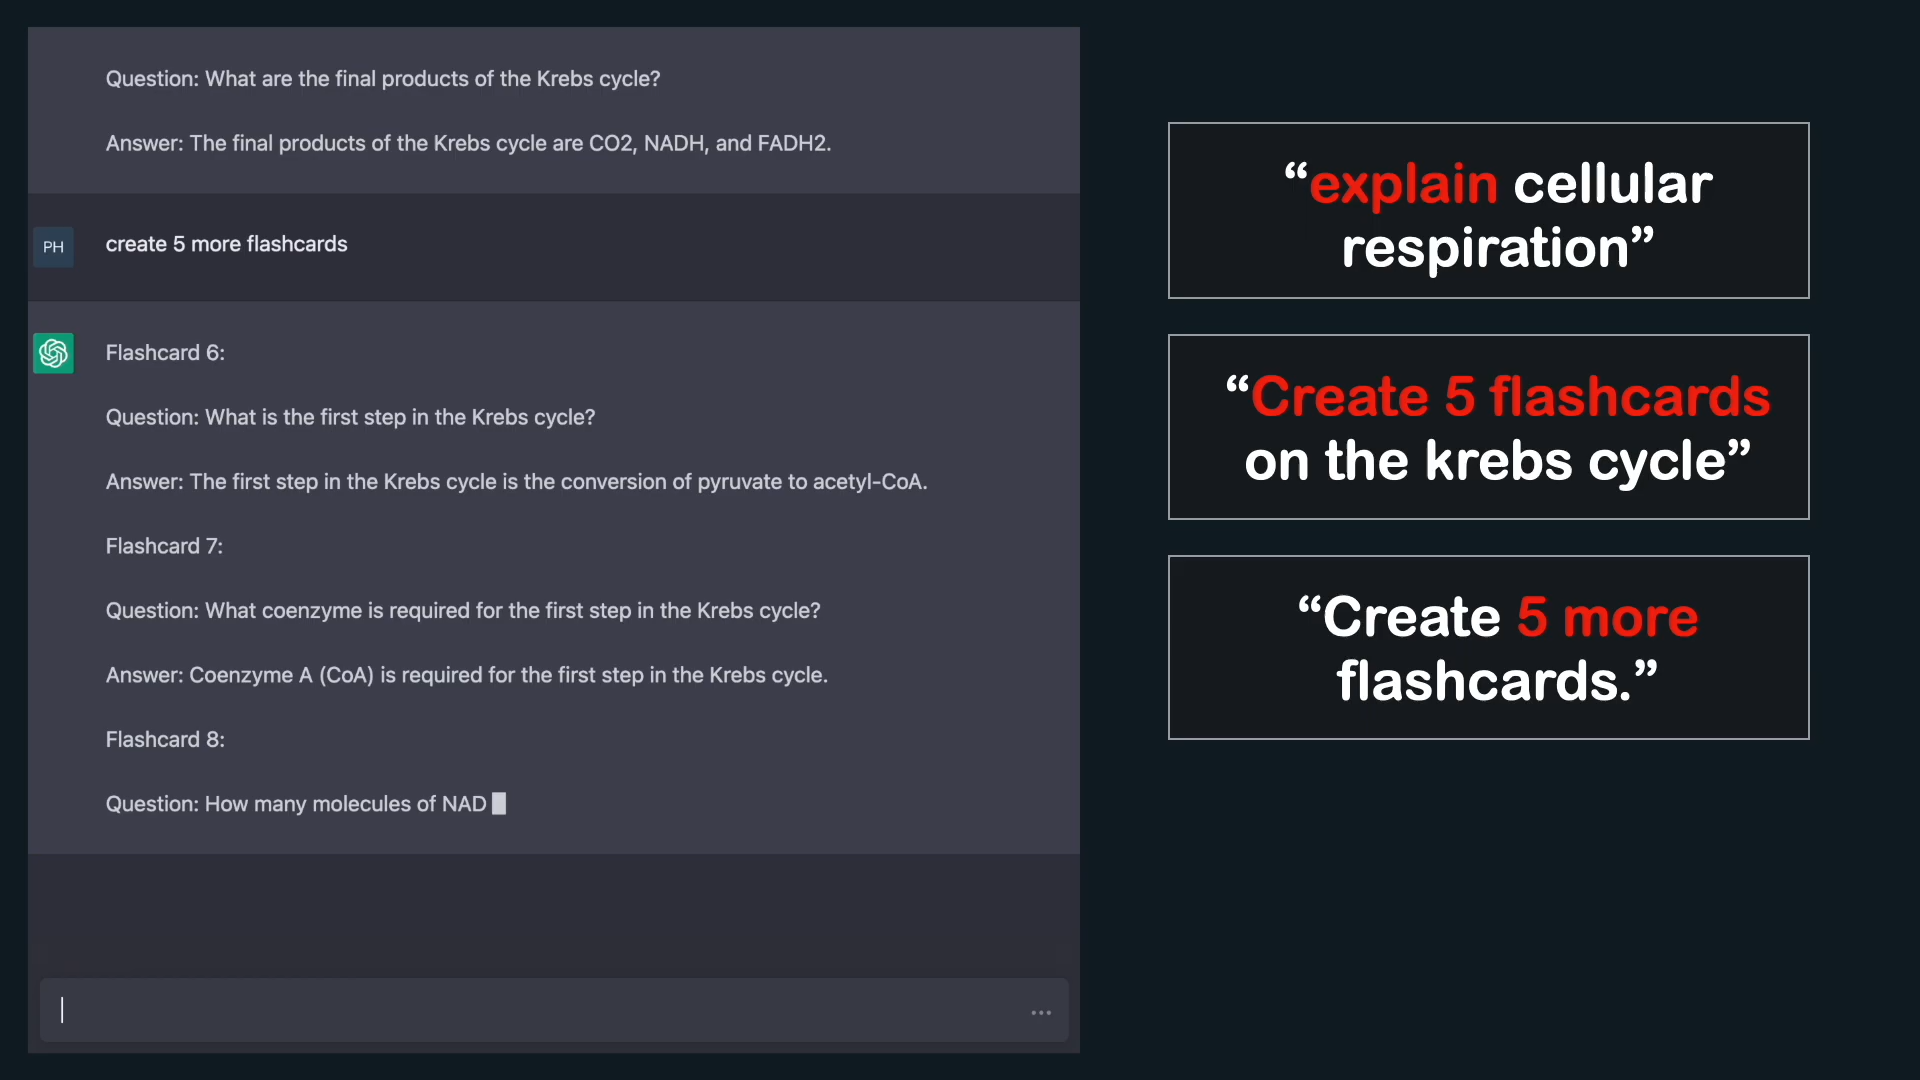 Question: What are the final products of the Krebs cycle?
Answer: The final products of the Krebs cycle are CO2, NADH, and FADH2.
PH
create 5 more flashcards
Flashcard 6:
Question: What is the first step in the Krebs cycle?
Answer: The first step in the Krebs cycle is the conversion of pyruvate to acetyl-CoA.
Flashcard 7:
Question: What coenzyme is required for the first step in the Krebs cycle?
Answer: Coenzyme A (CoA) is required for the first step in the Krebs cycle.
Flashcard 8:
Question: How many molecules of NAD
“explain cellular
respiration”
“Create 5 flashcards
on the krebs cycle”
“Create 5 more
flashcards.”